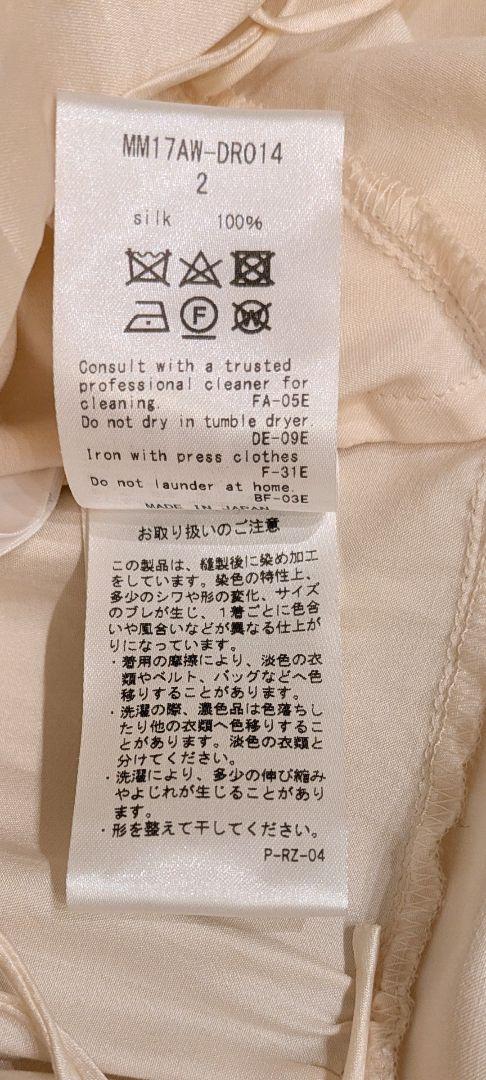 MM17AW-DR014
2
silk 100%
F
W
Consult with a trusted
professional cleaner for
cleaning. FA-05E
Do not dry in tumble dryer.
DE-09E
Iron with press clothes
F-31E
Do not launder at home.
BF-03E
MADE IN JAPAN
お取り扱いのご注意
この製品は、縫製後に染め加工
をしています。染色の特性上、
多少のシワや形の変化、サイズ
のブレが生じ、1着ごとに色合
いや風合いなどが異なる仕上が
りになっています。
・着用の摩擦により、淡色の衣
類やベルト、バッグなどへ色
移りすることがあります。
・洗濯の際、濃色品は色落ちし
たり他の衣類へ色移りするこ
とがあります。淡色の衣類と
分けてください。
・洗濯により、多少の伸び縮み
やよじれが生じることがあり
ます。
・形を整えて干してください。
P-RZ-04